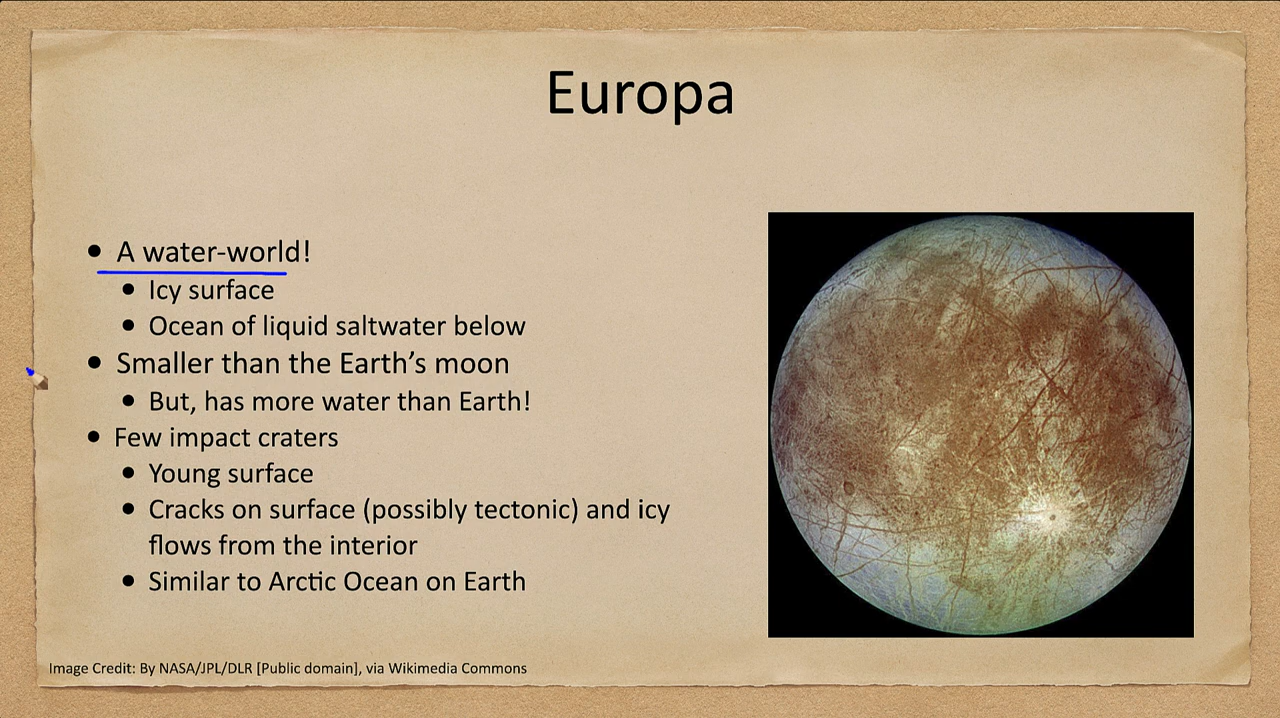 Europa
• A water-world!
• Icy surface
• Ocean of liquid saltwater below
• Smaller than the Earth’s moon
• But, has more water than Earth!
• Few impact craters
• Young surface
• Cracks on surface (possibly tectonic) and icy
flows from the interior
• Similar to Arctic Ocean on Earth
Image Credit: By NASA/JPL/DLR [Public domain], via Wikimedia Commons